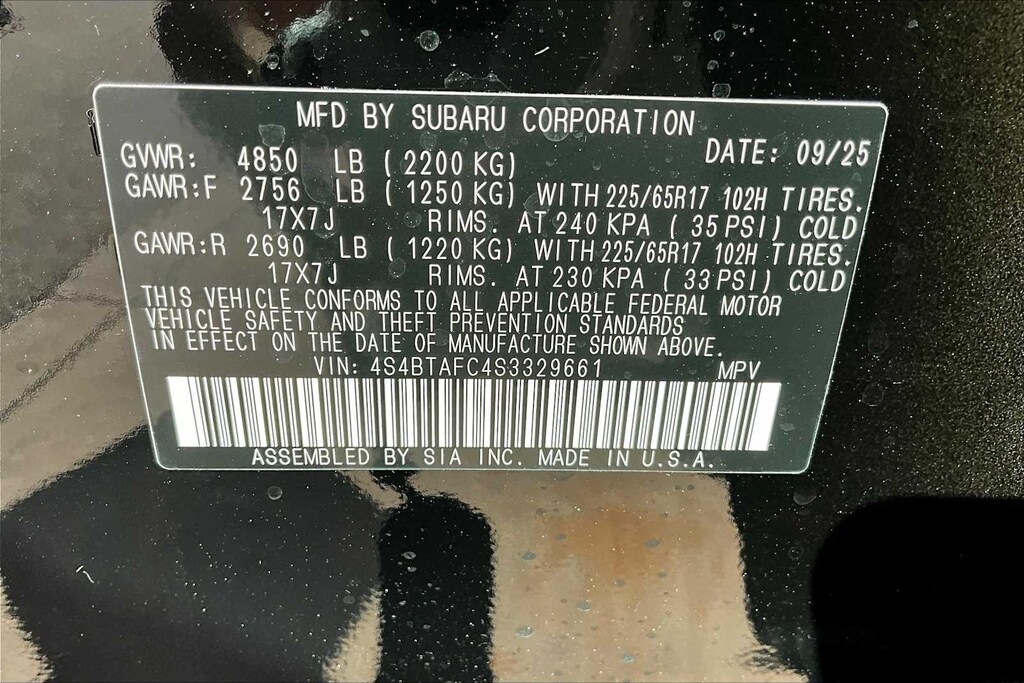 MFD BY SUBARU CORPORATION
GVWR: 4850 LB (2200 KG) DATE: 09/25
GAWR:F 2756 LB (1250 KG) WITH 225/65R17 102H TIRES.
17X7J RIMS. AT 240 KPA (35 PSI) COLD
GAWR:R 2690 LB (1220 KG) WITH 225/65R17 102H TIRES.
17X7J RIMS. AT 230 KPA (33 PSI) COLD
THIS VEHICLE CONFORMS TO ALL APPLICABLE FEDERAL MOTOR
VEHICLE SAFETY AND THEFT PREVENTION STANDARDS
IN EFFECT ON THE DATE OF MANUFACTURE SHOWN ABOVE.
VIN: 4S4BTAFC4S3329661 MPV
ASSEMBLED BY SIA INC. MADE IN U.S.A.